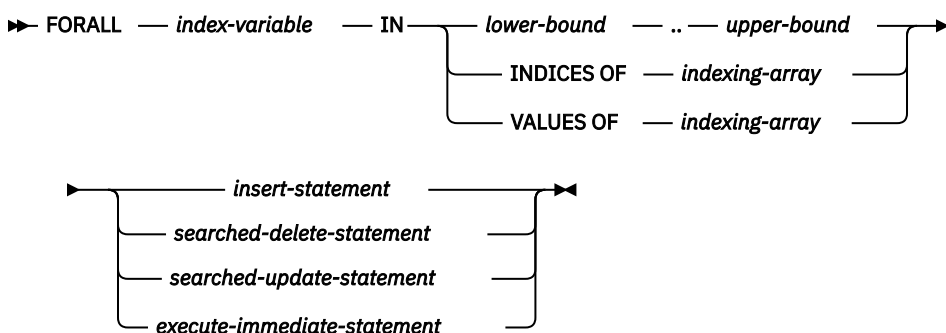 FORALL index-variable IN lower-bound .. upper-bound
INDICES OF indexing-array
VALUES OF indexing-array
insert-statement
searched-delete-statement
searched-update-statement
execute-immediate-statement